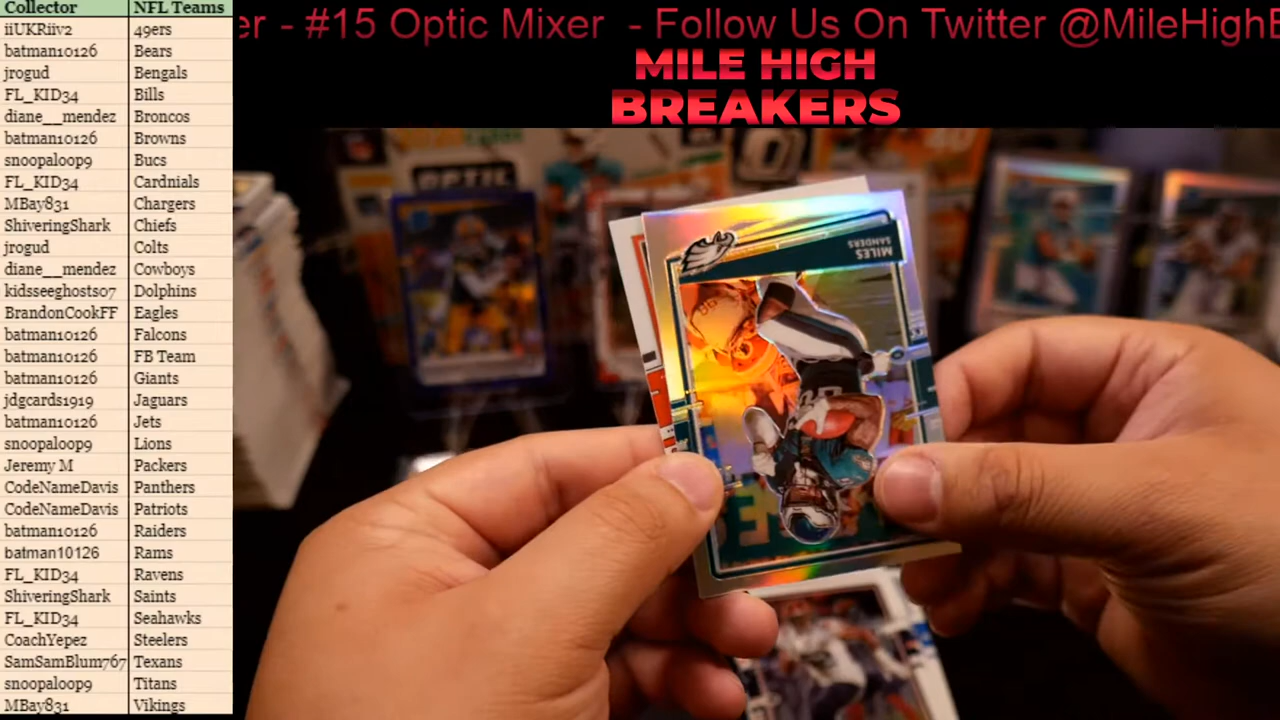 Collector NFL Teams
iiUKRiiv2 49ers
batman10126 Bears
jrogud Bengals
FL_KID34 Bills
diane__mendez Broncos
batman10126 Browns
snoopaloop9 Bucs
FL_KID34 Cardnials
MBay831 Chargers
ShiveringShark Chiefs
jrogud Colts
diane__mendez Cowboys
kidsseeghosts07 Dolphins
BrandonCookFF Eagles
batman10126 Falcons
batman10126 FB Team
batman10126 Giants
jdgcards1919 Jaguars
batman10126 Jets
snoopaloop9 Lions
Jeremy M Packers
CodeNameDavis Panthers
CodeNameDavis Patriots
batman10126 Raiders
batman10126 Rams
FL_KID34 Ravens
ShiveringShark Saints
FL_KID34 Seahawks
CoachYepez Steelers
SamSamBlum767 Texans
snoopaloop9 Titans
MBay831 Vikings
er - #15 Optic Mixer - Follow Us On Twitter @MileHighB
MILE HIGH
BREAKERS
OPTIC
MILES
SANDERS